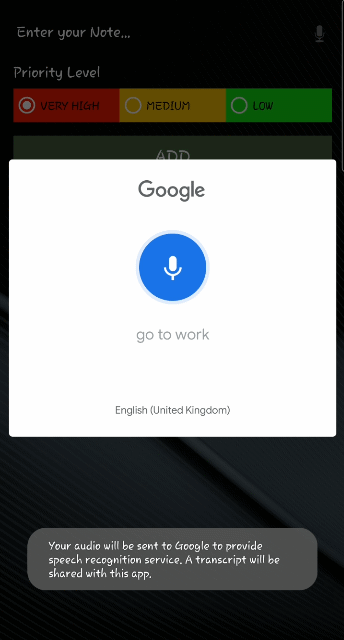 Enter your Note...
Priority Level
VERY HIGH
MEDIUM
LOW
ADD
Google
go to work
English (United Kingdom)
Your audio will be sent to Google to provide
speech recognition service. A transcript will be
shared with this app.